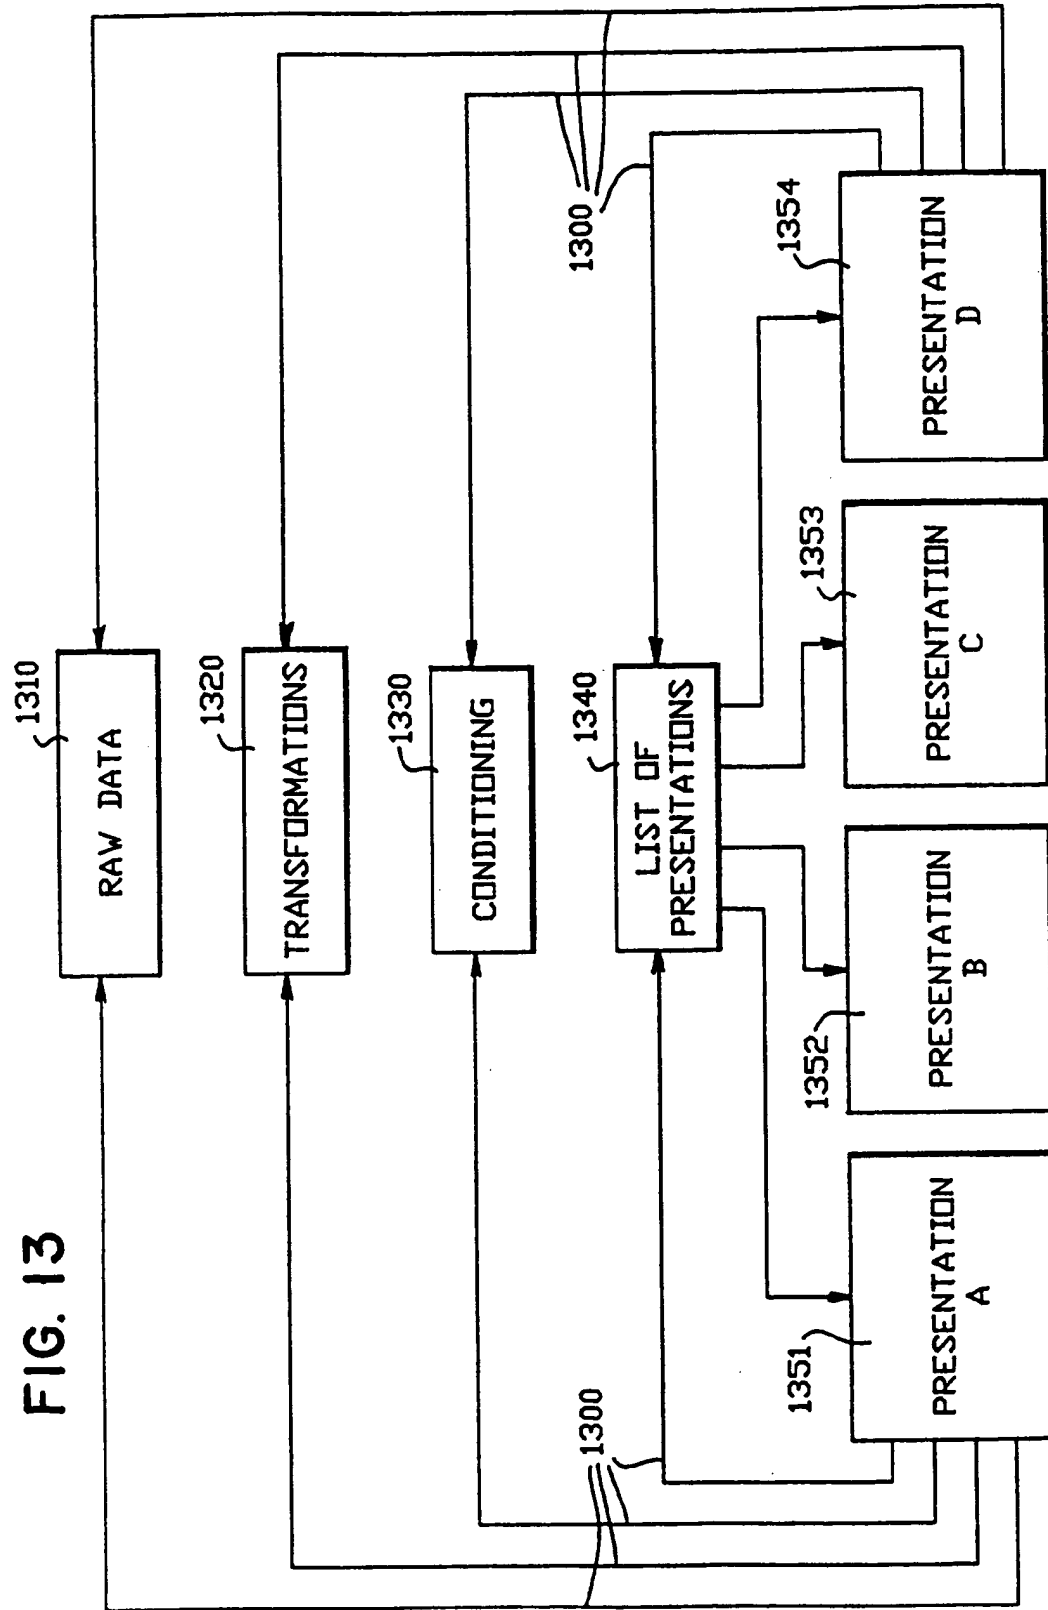 FIG. 13
1310
RAW DATA
1320
TRANSFORMATIONS
1330
CONDITIONING
1340
LIST OF
PRESENTATIONS
1300
1300
1351
PRESENTATION
A
1352
PRESENTATION
B
1353
PRESENTATION
C
1354
PRESENTATION
D